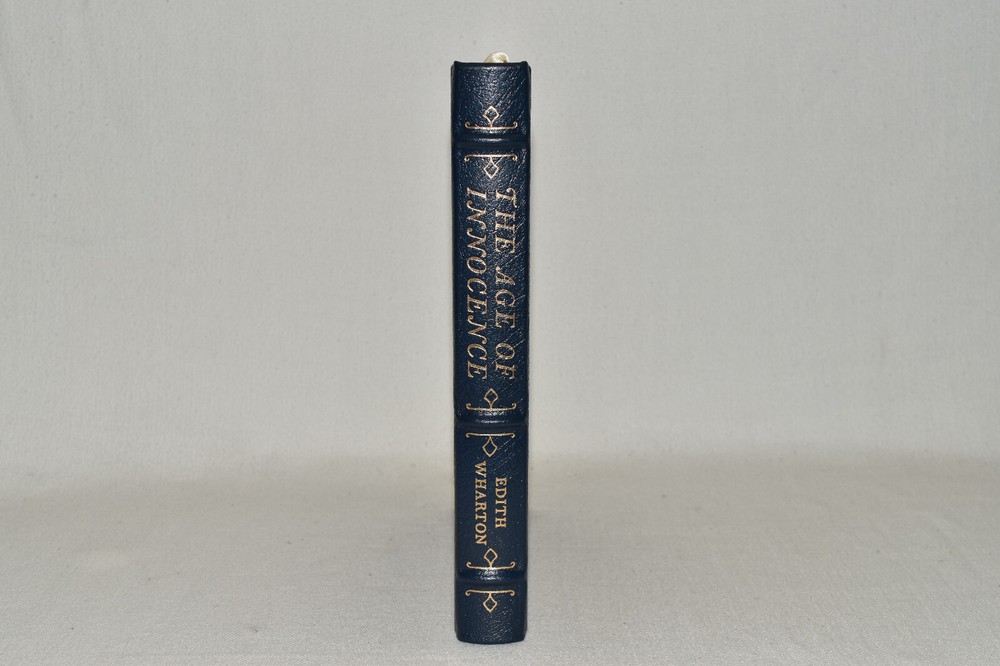 THE AGE OF
INNOCENCE
EDITH
WHARTON